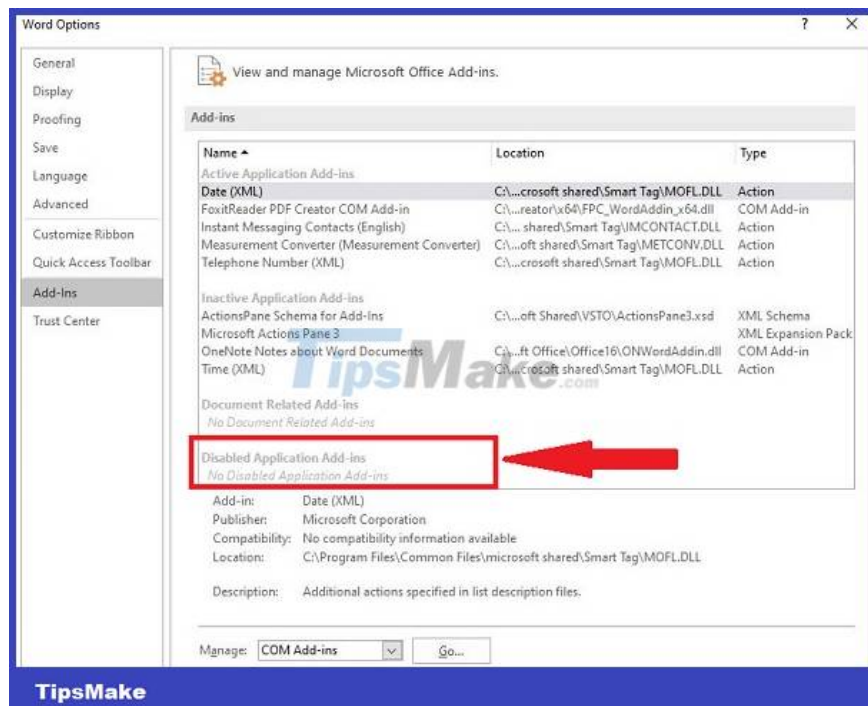 Word Options ? X
General
Display
Proofing
Save
Language
Advanced
Customize Ribbon
Quick Access Toolbar
Add-Ins
Trust Center
View and manage Microsoft Office Add-ins.
Add-ins
Name Location Type
Active Application Add-ins
Date (XML) C:\...crosoft shared\Smart Tag\MOFL.DLL Action
FoxitReader PDF Creator COM Add-in C:\...reator\x64\FPC_WordAddin_x64.dll COM Add-in
Instant Messaging Contacts (English) C:\... shared\Smart Tag\IMCONTACT.DLL Action
Measurement Converter (Measurement Converter) C:\...oft shared\Smart Tag\METCONV.DLL Action
Telephone Number (XML) C:\...crosoft shared\Smart Tag\MOFL.DLL Action
Inactive Application Add-ins
ActionsPane Schema for Add-Ins C:\...oft Shared\VSTO\ActionsPane3.xsd XML Schema
Microsoft Actions Pane 3 XML Expansion Pack
OneNote Notes about Word Documents C:\...ft Office\Office16\ONWordAddin.dll COM Add-in
Time (XML) C:\...crosoft shared\Smart Tag\MOFL.DLL Action
TipsMake.com
Document Related Add-ins
No Document Related Add-ins
Disabled Application Add-ins
No Disabled Application Add-ins
Add-in: Date (XML)
Publisher: Microsoft Corporation
Compatibility: No compatibility information available
Location: C:\Program Files\Common Files\microsoft shared\Smart Tag\MOFL.DLL
Description: Additional actions specified in list description files.
Manage: COM Add-ins Go...
TipsMake